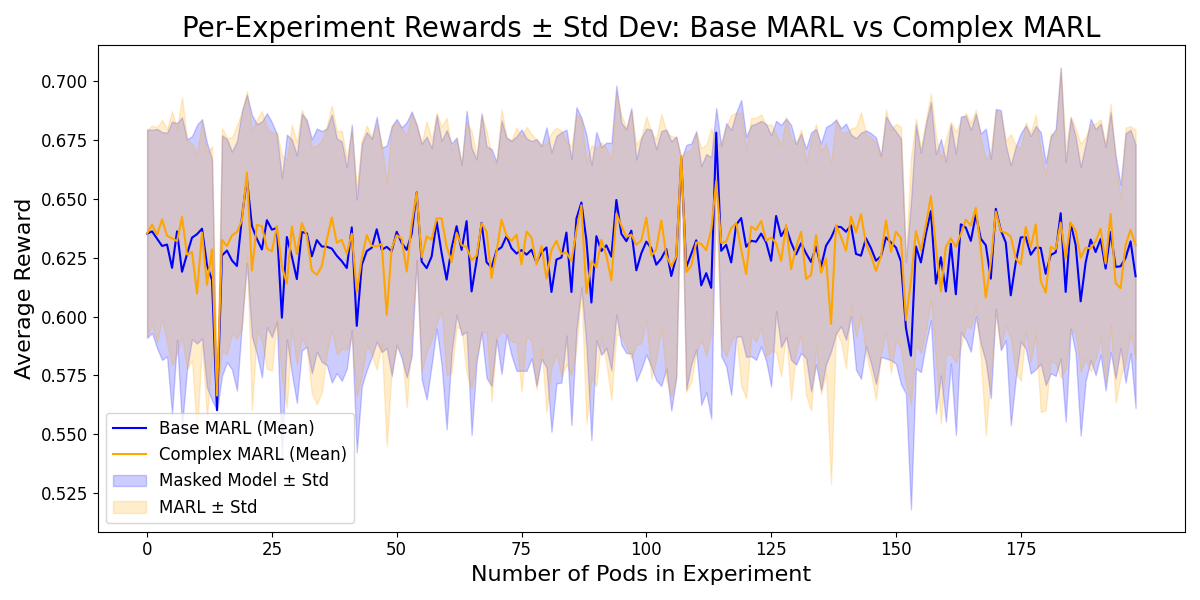 Per-Experiment Rewards ± Std Dev: Base MARL vs Complex MARL
Average Reward
0.700
0.675
0.650
0.625
0.600
0.575
0.550
0.525
Base MARL (Mean)
Complex MARL (Mean)
Masked Model ± Std
MARL ± Std
0 25 50 75 100 125 150 175
Number of Pods in Experiment